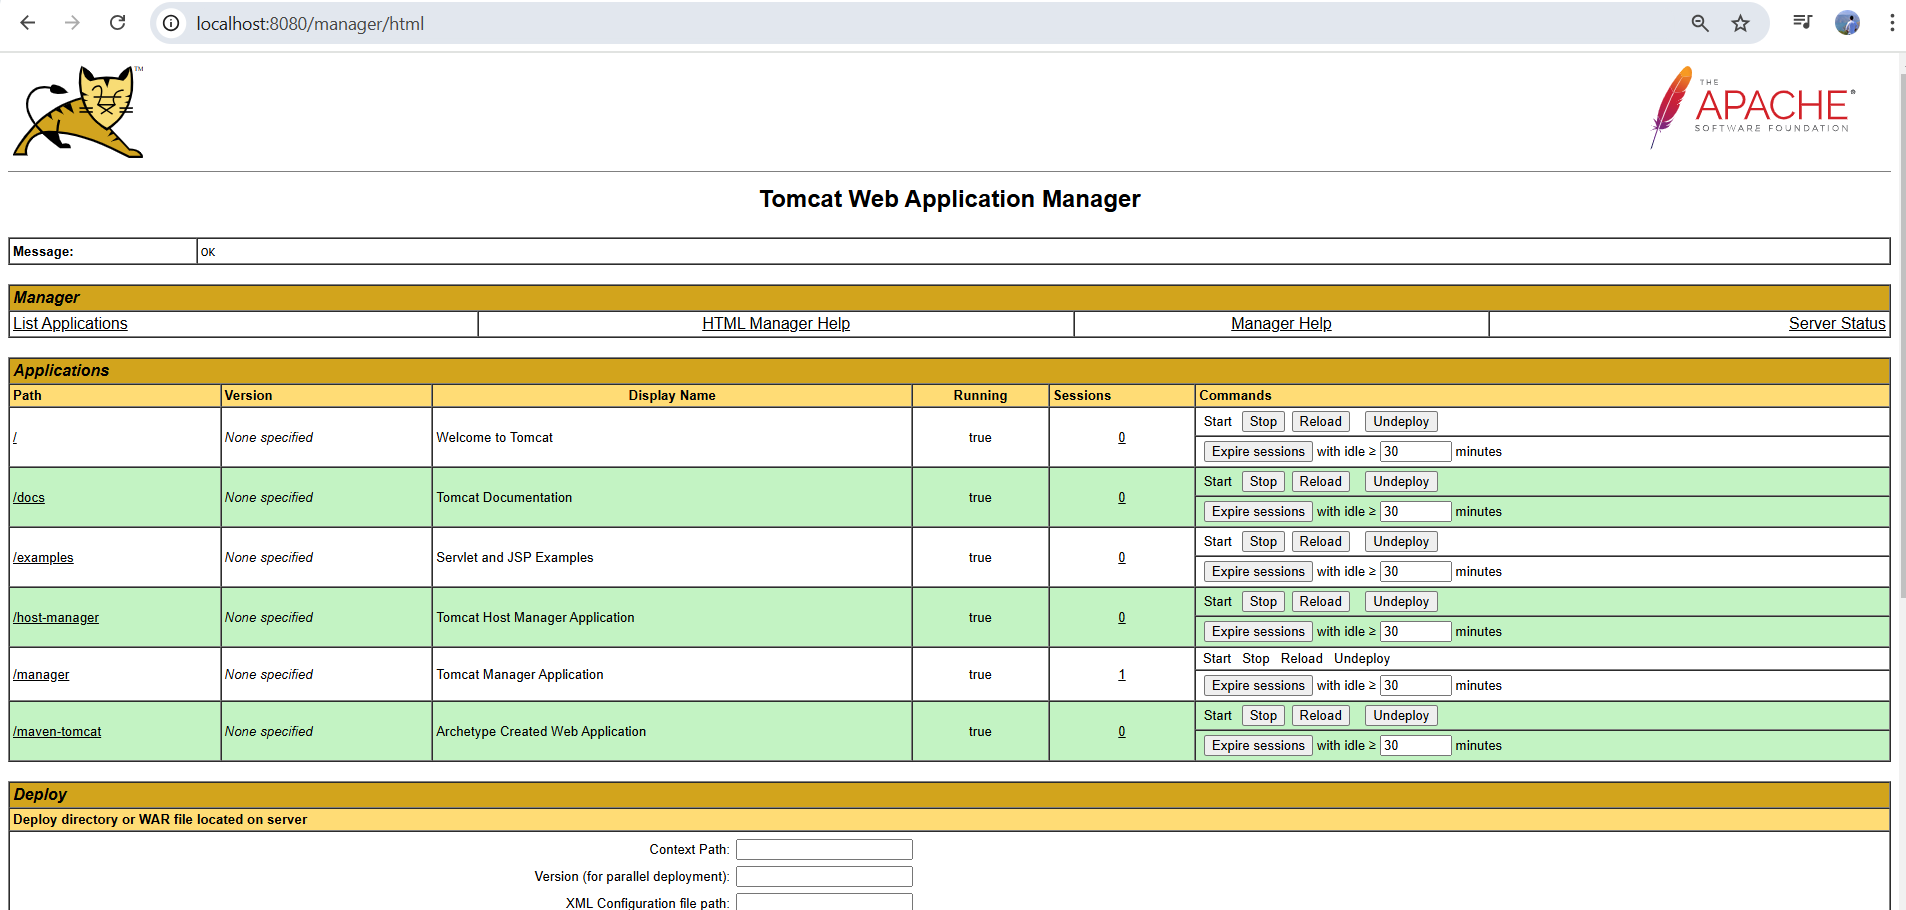 localhost:8080/manager/html
TM
THE
APACHE®
SOFTWARE FOUNDATION
Tomcat Web Application Manager
Message: OK
Manager
List Applications HTML Manager Help Manager Help Server Status
Applications
Path Version Display Name Running Sessions Commands
/ None specified Welcome to Tomcat true 0 Start Stop Reload Undeploy
Expire sessions with idle ≥ 30 minutes
/docs None specified Tomcat Documentation true 0 Start Stop Reload Undeploy
Expire sessions with idle ≥ 30 minutes
/examples None specified Servlet and JSP Examples true 0 Start Stop Reload Undeploy
Expire sessions with idle ≥ 30 minutes
/host-manager None specified Tomcat Host Manager Application true 0 Start Stop Reload Undeploy
Expire sessions with idle ≥ 30 minutes
/manager None specified Tomcat Manager Application true 1 Start Stop Reload Undeploy
Expire sessions with idle ≥ 30 minutes
/maven-tomcat None specified Archetype Created Web Application true 0 Start Stop Reload Undeploy
Expire sessions with idle ≥ 30 minutes
Deploy
Deploy directory or WAR file located on server
Context Path:
Version (for parallel deployment):
XML Configuration file path: